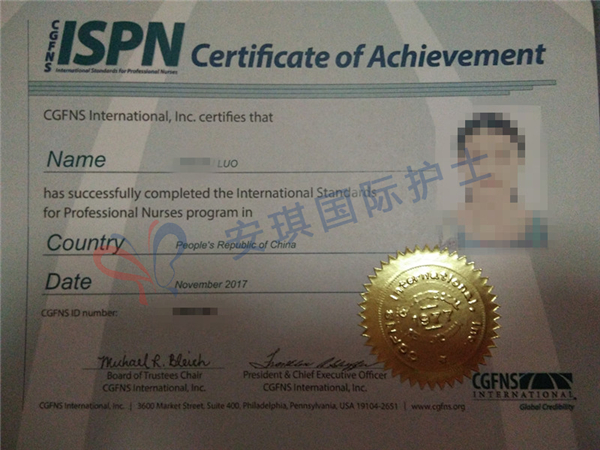 CGFNS
ISPN
International Standards for Professional Nurses
Certificate of Achievement
CGFNS International, Inc. certifies that
Name LUO
has successfully completed the International Standards
for Professional Nurses program in
Country People's Republic of China
Date November 2017
CGFNS ID number:
安琪国际护士
CGFNS International, Inc.
1977
Michael R. Bleich
Board of Trustees Chair
CGFNS International, Inc.
President & Chief Executive Officer
CGFNS International, Inc.
CGFNS
INTERNATIONAL
Global Credibility
CGFNS International, Inc. | 3600 Market Street, Suite 400, Philadelphia, Pennsylvania, USA 19104-2651 | www.cgfns.org